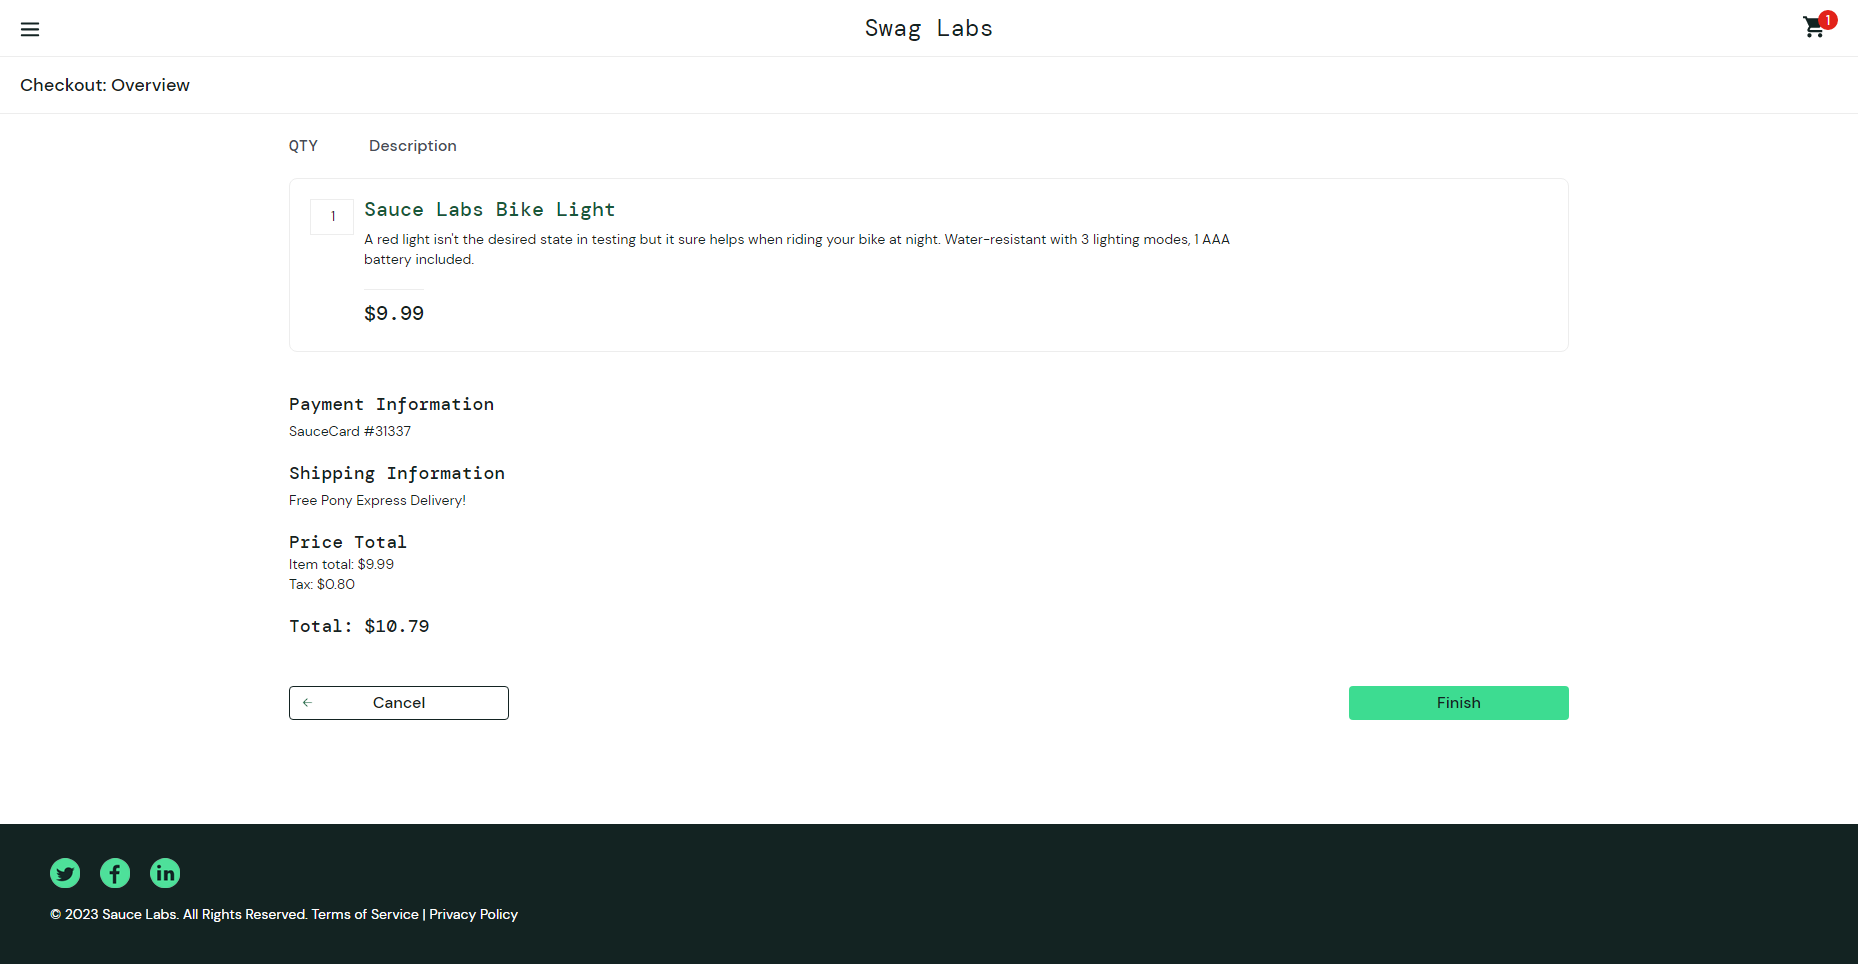 Swag Labs
1
Checkout: Overview
QTY Description
1
Sauce Labs Bike Light
A red light isn't the desired state in testing but it sure helps when riding your bike at night. Water-resistant with 3 lighting modes, 1 AAA
battery included.
$9.99
Payment Information
SauceCard #31337
Shipping Information
Free Pony Express Delivery!
Price Total
Item total: $9.99
Tax: $0.80
Total: $10.79
Cancel
Finish
© 2023 Sauce Labs. All Rights Reserved. Terms of Service | Privacy Policy